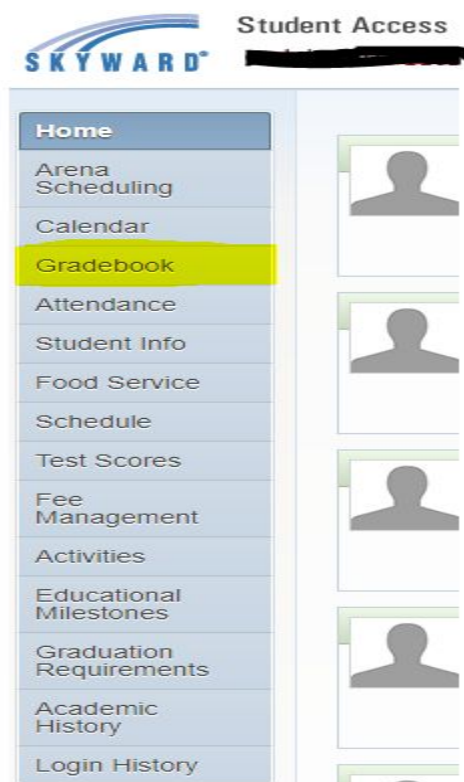 Student Access
SKYWARD
Home
Arena
Scheduling
Calendar
Gradebook
Attendance
Student Info
Food Service
Schedule
Test Scores
Fee
Management
Activities
Educational
Milestones
Graduation
Requirements
Academic
History
Login History